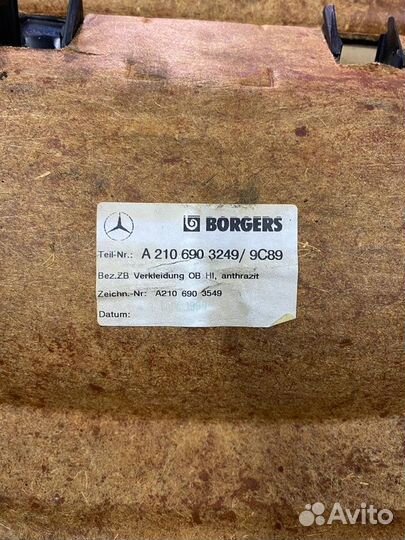 BORGERS
Teil-Nr.: A 210 690 3249/ 9C89
Bez.ZB Verkleidung OB HI, anthrazit
Zeichn.-Nr: A210 690 3549
Datum:
Avito